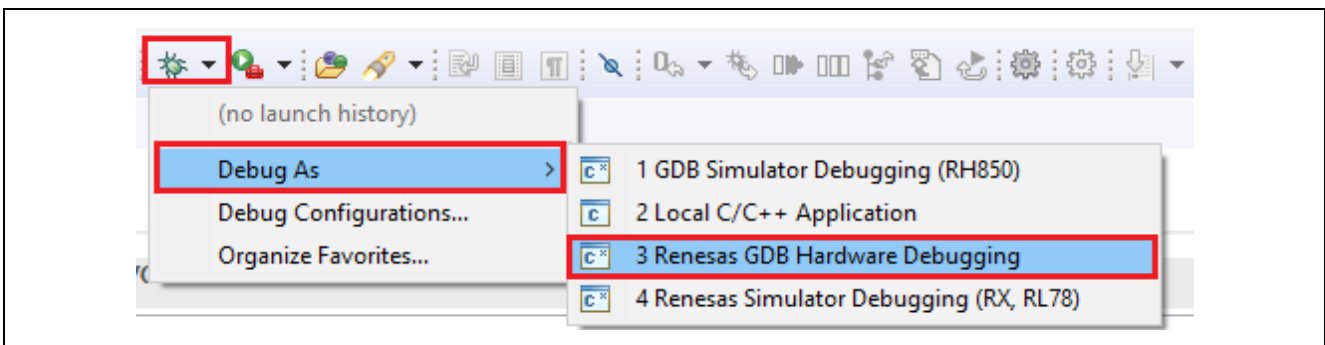 (no launch history)
Debug As
1 GDB Simulator Debugging (RH850)
Debug Configurations...
2 Local C/C++ Application
Organize Favorites...
3 Renesas GDB Hardware Debugging
4 Renesas Simulator Debugging (RX, RL78)